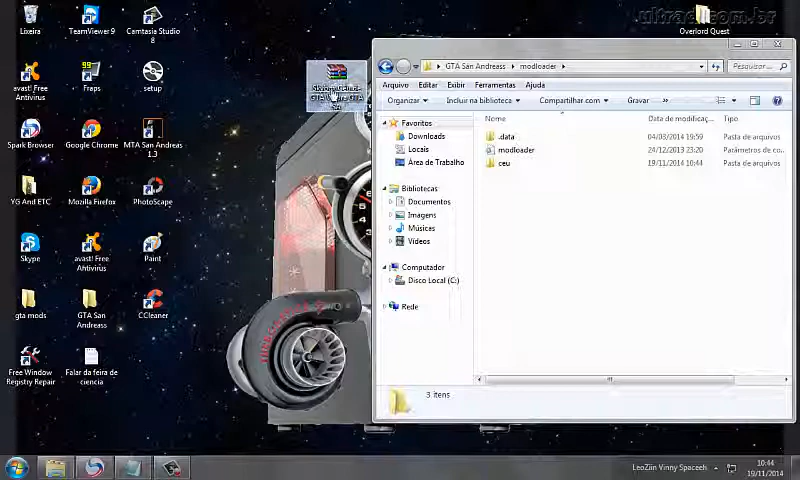 ultradownloads.com.br
Lixeira
TeamViewer 9
Camtasia Studio
8
Overlord Quest
avast! Free
Antivirus
Fraps
setup
GTA San Andreass
modloader
Pesquisar...
Arquivo
Editar
Exibir
Ferramentas
Ajuda
Organizar
Incluir na biblioteca
Compartilhar com
Gravar
»
Nome
Data de modificaç...
Tipo
Favoritos
Downloads
Locais
Área de Trabalho
.data
04/03/2014 19:59
Pasta de arquivos
modloader
24/12/2013 23:20
Parâmetros de co...
ceu
19/11/2014 10:44
Pasta de arquivos
Spark Browser
Google Chrome
MTA San Andreas
1.3
Bibliotecas
Documentos
Imagens
Músicas
Vídeos
YG And ETC
Mozilla Firefox
PhotoScape
Computador
Disco Local (C:)
Rede
Skype
avast! Free
Antivirus
Paint
gta mods
GTA San
Andreass
CCleaner
Free Window
Registry Repair
Falar da feira de
ciencia
3 itens
LeoZiin Vinny Spaceeh
10:44
19/11/2014